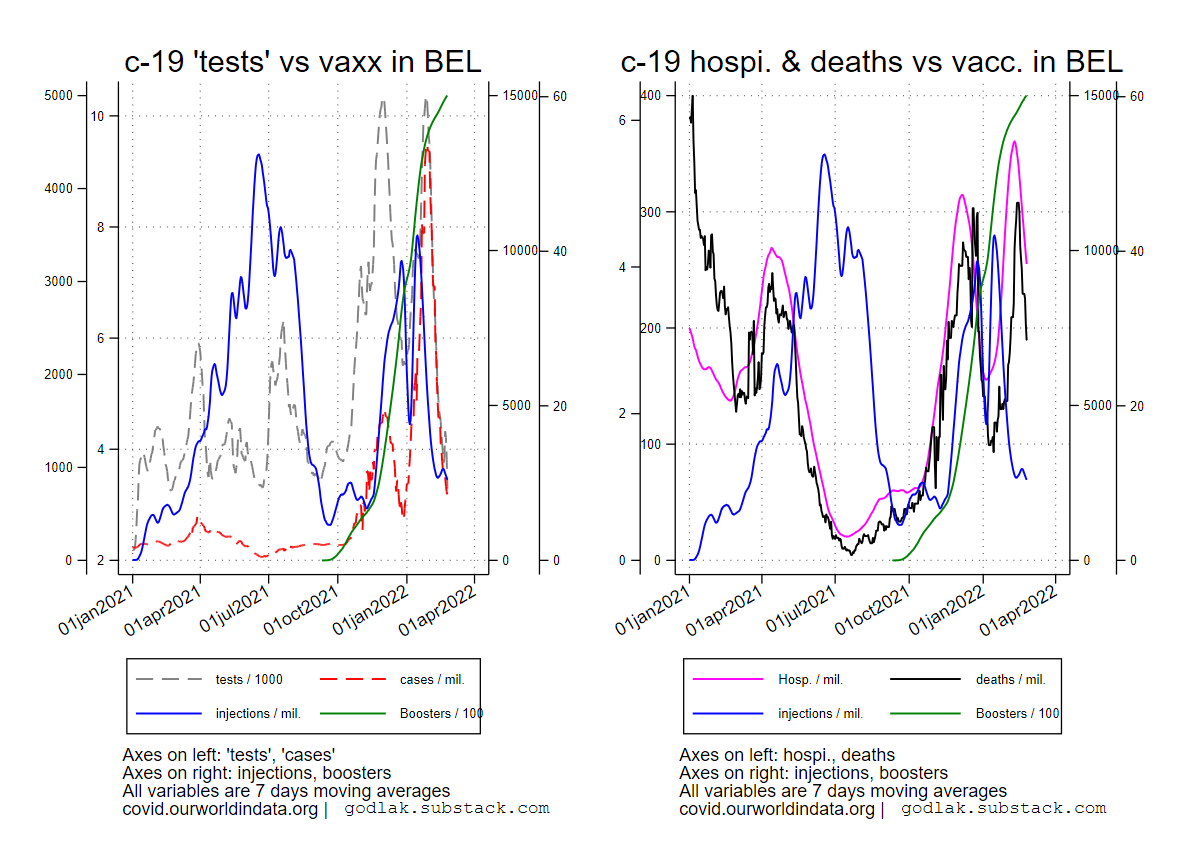 c-19 'tests' vs vaxx in BEL
5000
4000
3000
2000
1000
0
10
8
6
4
2
15000
10000
5000
0
60
40
20
0
01jan2021
01apr2021
01jul2021
01oct2021
01jan2022
01apr2022
tests / 1000
cases / mil.
injections / mil.
Boosters / 100
Axes on left: 'tests', 'cases'
Axes on right: injections, boosters
All variables are 7 days moving averages
covid.ourworldindata.org | godlak.substack.com
c-19 hospi. & deaths vs vacc. in BEL
6
4
2
0
400
300
200
100
0
15000
10000
5000
0
60
40
20
0
01jan2021
01apr2021
01jul2021
01oct2021
01jan2022
01apr2022
Hosp. / mil.
deaths / mil.
injections / mil.
Boosters / 100
Axes on left: hospi., deaths
Axes on right: injections, boosters
All variables are 7 days moving averages
covid.ourworldindata.org | godlak.substack.com